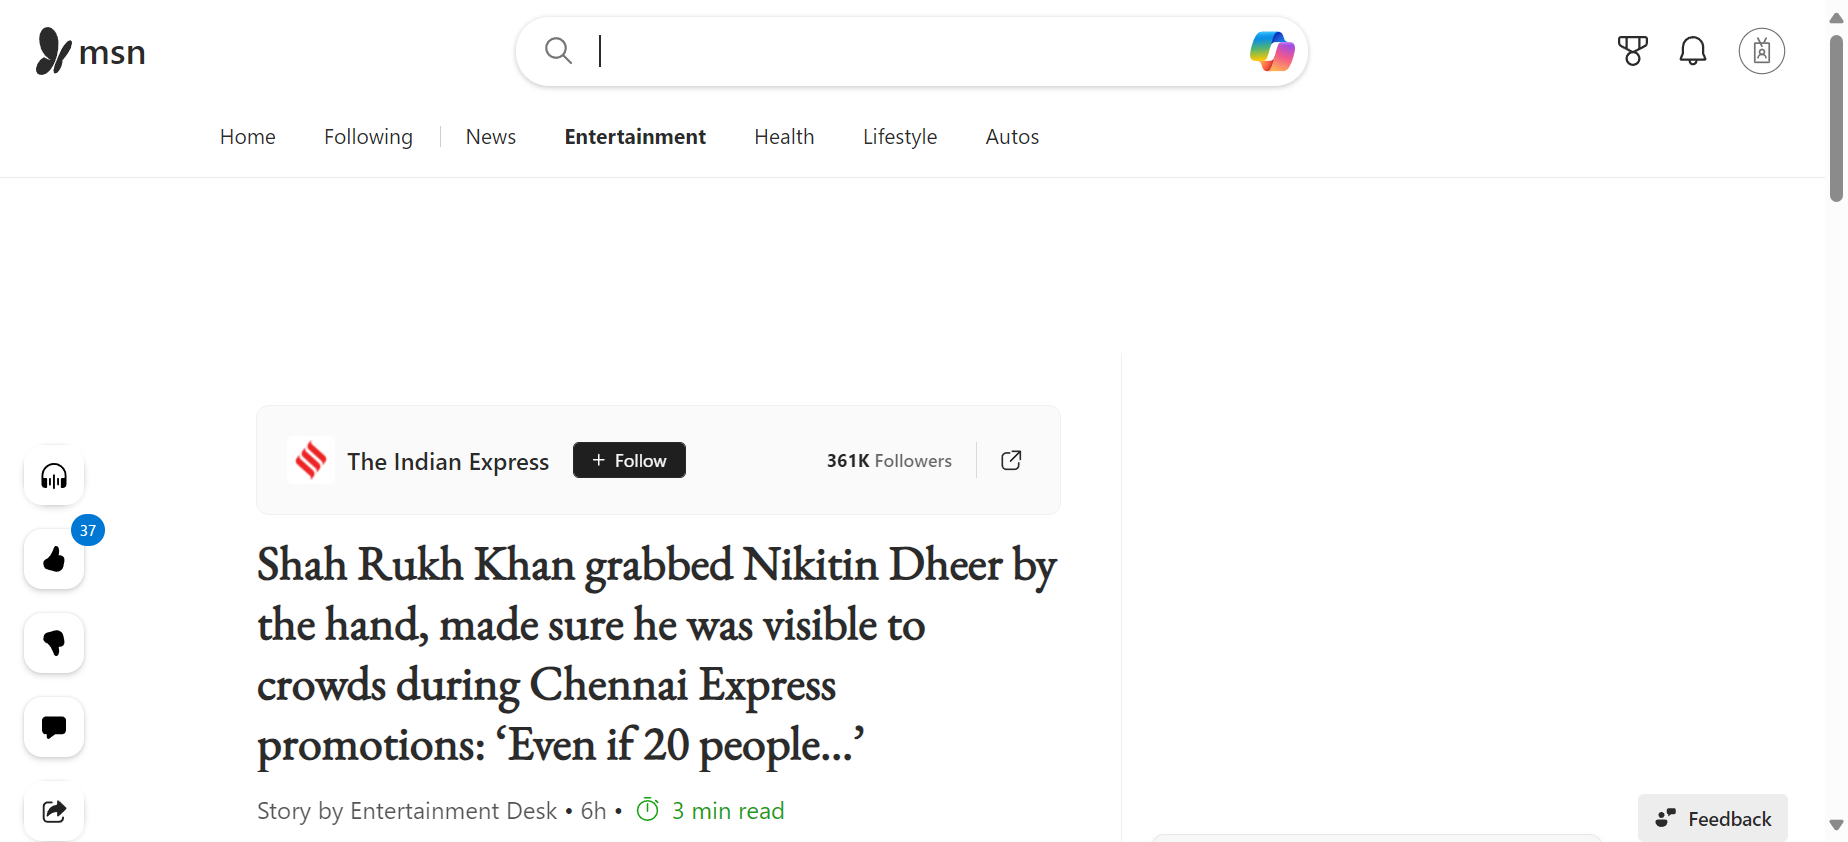 msn
Home
Following
News
Entertainment
Health
Lifestyle
Autos
The Indian Express
+ Follow
361K Followers
37
Shah Rukh Khan grabbed Nikitin Dheer by
the hand, made sure he was visible to
crowds during Chennai Express
promotions: ‘Even if 20 people...’
Story by Entertainment Desk • 6h • 3 min read
Feedback